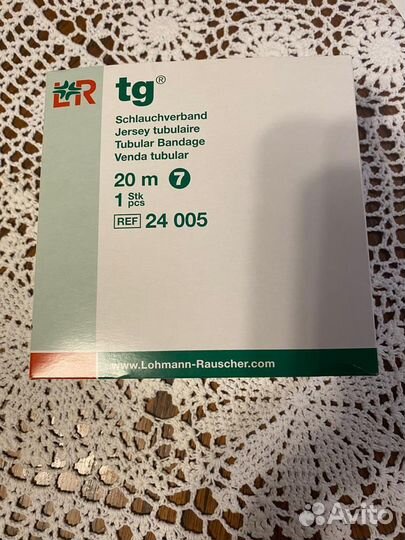 L&R
tg®
Schlauchverband
Jersey tubulaire
Tubular Bandage
Venda tubular
20 m 7
1 Stk pcs
REF 24 005
www.Lohmann-Rauscher.com
Avito